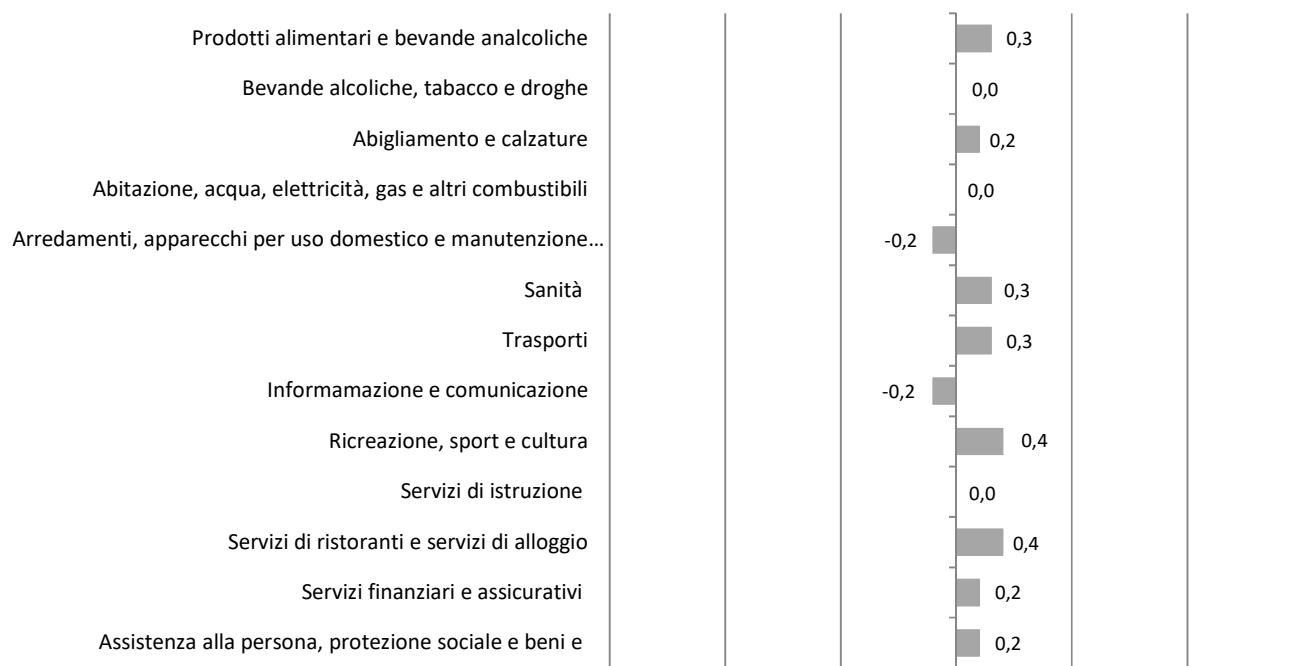 Prodotti alimentari e bevande analcoliche 0,3
Bevande alcoliche, tabacco e droghe 0,0
Abigliamento e calzature 0,2
Abitazione, acqua, elettricità, gas e altri combustibili 0,0
Arredamenti, apparecchi per uso domestico e manutenzione... -0,2
Sanità 0,3
Trasporti 0,3
Informamazione e comunicazione -0,2
Ricreazione, sport e cultura 0,4
Servizi di istruzione 0,0
Servizi di ristoranti e servizi di alloggio 0,4
Servizi finanziari e assicurativi 0,2
Assistenza alla persona, protezione sociale e beni e 0,2